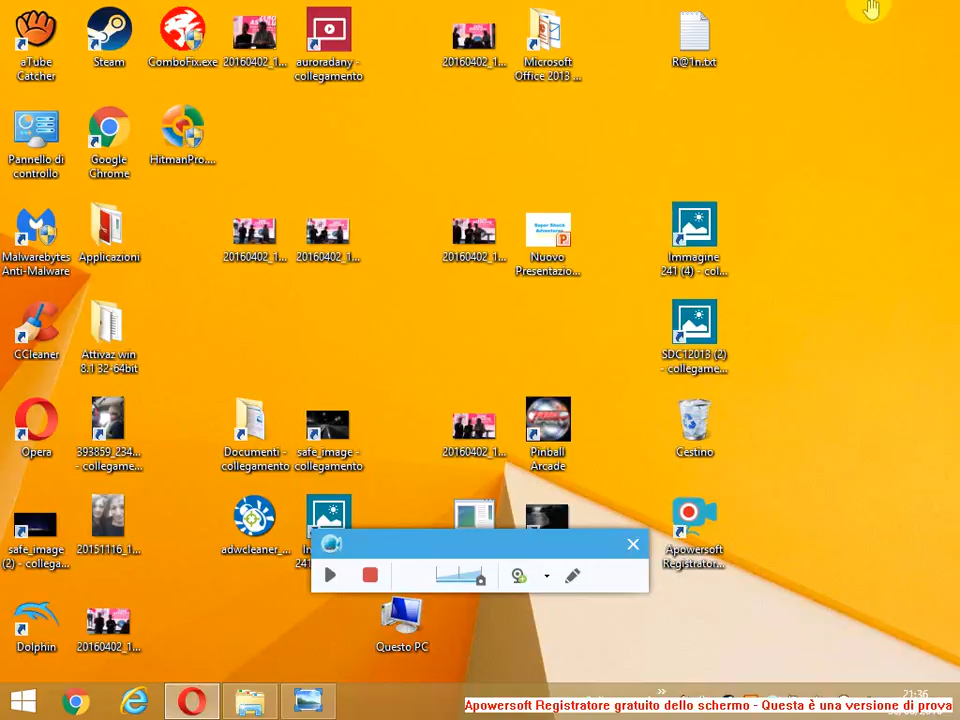 aTube
Catcher
Steam
ComboFix.exe
20160402_1...
auroradany -
collegamento
20160402_1...
Microsoft
Office 2013 ...
R@1n.txt
Pannello di
controllo
Google
Chrome
HitmanPro....
Malwarebytes
Anti-Malware
Applicazioni
20160402_1...
20160402_1...
20160402_1...
Super Shock
Adventures
Nuovo
Presentazio...
Immagine
241 (4) - col...
CCleaner
Attivaz win
8.1 32-64bit
SDC12013 (2)
- collegame...
Opera
393859_234...
- collegame...
Documenti -
collegamento
safe_image -
collegamento
20160402_1...
Pinball
Arcade
Cestino
safe_image
(2) - collega...
20151116_1...
adwcleaner_...
Apowersoft
Registrator...
Dolphin
20160402_1...
Questo PC
21:36
Apowersoft Registratore gratuito dello schermo - Questa è una versione di prova